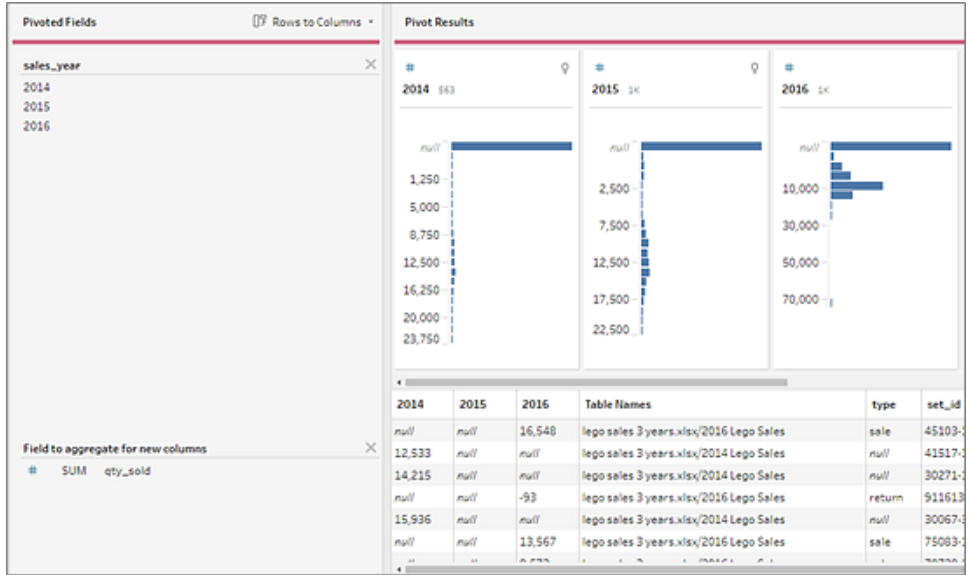 Pivoted Fields
Rows to Columns
Pivot Results
sales_year
2014
2015
2016
#
2014 563
null
1,250
5,000
8,750
12,500
16,250
20,000
23,750
#
2015 1K
null
2,500
7,500
12,500
17,500
22,500
#
2016 1K
null
10,000
30,000
50,000
70,000
Field to aggregate for new columns
# SUM qty_sold
2014 2015 2016 Table Names type set_id
null null 16,548 lego sales 3 years.xlsx/2016 Lego Sales sale 45103-
12,533 null null lego sales 3 years.xlsx/2014 Lego Sales null 41517-
14,215 null null lego sales 3 years.xlsx/2014 Lego Sales null 30271-
null null -93 lego sales 3 years.xlsx/2016 Lego Sales return 911613
15,936 null null lego sales 3 years.xlsx/2014 Lego Sales null 30067-
null null 13,567 lego sales 3 years.xlsx/2016 Lego Sales sale 75083-